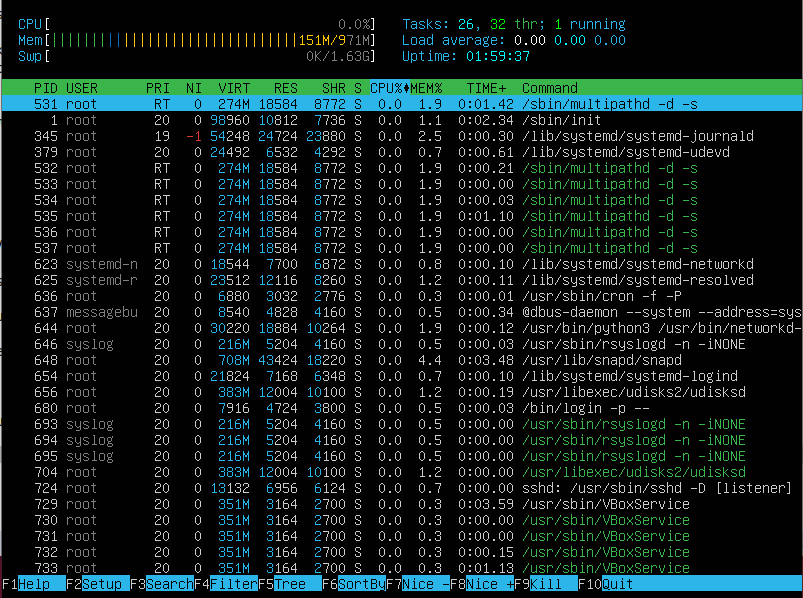 CPU[ 0.0%] Tasks: 26, 32 thr; 1 running
Mem[|||||||||||||||||||||||||||||||151M/971M] Load average: 0.00 0.00 0.00
Swp[ 0K/1.63G] Uptime: 01:59:37
PID USER PRI NI VIRT RES SHR S CPU% MEM% TIME+ Command
531 root RT 0 274M 18584 8772 S 0.0 1.9 0:01.42 /sbin/multipathd -d -s
1 root 20 0 98960 10812 7736 S 0.0 1.1 0:02.34 /sbin/init
345 root 19 -1 54248 24724 23880 S 0.0 2.5 0:00.30 /lib/systemd/systemd-journald
379 root 20 0 24492 6532 4292 S 0.0 0.7 0:00.61 /lib/systemd/systemd-udevd
532 root RT 0 274M 18584 8772 S 0.0 1.9 0:00.21 /sbin/multipathd -d -s
533 root RT 0 274M 18584 8772 S 0.0 1.9 0:00.00 /sbin/multipathd -d -s
534 root RT 0 274M 18584 8772 S 0.0 1.9 0:00.03 /sbin/multipathd -d -s
535 root RT 0 274M 18584 8772 S 0.0 1.9 0:01.10 /sbin/multipathd -d -s
536 root RT 0 274M 18584 8772 S 0.0 1.9 0:00.00 /sbin/multipathd -d -s
537 root RT 0 274M 18584 8772 S 0.0 1.9 0:00.00 /sbin/multipathd -d -s
623 systemd-n 20 0 18544 7700 6872 S 0.0 0.8 0:00.10 /lib/systemd/systemd-networkd
625 systemd-r 20 0 23512 12116 8260 S 0.0 1.2 0:00.11 /lib/systemd/systemd-resolved
636 root 20 0 6880 3032 2776 S 0.0 0.3 0:00.01 /usr/sbin/cron -f -P
637 messagebu 20 0 8540 4828 4160 S 0.0 0.5 0:00.34 @dbus-daemon --system --address=sys
644 root 20 0 30220 18884 10264 S 0.0 1.9 0:00.12 /usr/bin/python3 /usr/bin/networkd-
646 syslog 20 0 216M 5204 4160 S 0.0 0.5 0:00.03 /usr/sbin/rsyslogd -n -iNONE
648 root 20 0 708M 43424 18220 S 0.0 4.4 0:03.48 /usr/lib/snapd/snapd
654 root 20 0 21824 7168 6348 S 0.0 0.7 0:00.10 /lib/systemd/systemd-logind
656 root 20 0 383M 12004 10100 S 0.0 1.2 0:00.19 /usr/libexec/udisks2/udisksd
680 root 20 0 7916 4724 3800 S 0.0 0.5 0:00.03 /bin/login -p --
693 syslog 20 0 216M 5204 4160 S 0.0 0.5 0:00.00 /usr/sbin/rsyslogd -n -iNONE
694 syslog 20 0 216M 5204 4160 S 0.0 0.5 0:00.00 /usr/sbin/rsyslogd -n -iNONE
695 syslog 20 0 216M 5204 4160 S 0.0 0.5 0:00.00 /usr/sbin/rsyslogd -n -iNONE
704 root 20 0 383M 12004 10100 S 0.0 1.2 0:00.00 /usr/libexec/udisks2/udisksd
724 root 20 0 13132 6956 6124 S 0.0 0.7 0:00.00 sshd: /usr/sbin/sshd -D [listener]
729 root 20 0 351M 3164 2700 S 0.0 0.3 0:03.59 /usr/sbin/VBoxService
730 root 20 0 351M 3164 2700 S 0.0 0.3 0:00.00 /usr/sbin/VBoxService
731 root 20 0 351M 3164 2700 S 0.0 0.3 0:00.00 /usr/sbin/VBoxService
732 root 20 0 351M 3164 2700 S 0.0 0.3 0:00.15 /usr/sbin/VBoxService
733 root 20 0 351M 3164 2700 S 0.0 0.3 0:01.13 /usr/sbin/VBoxService
F1Help F2Setup F3SearchF4FilterF5Tree F6SortByF7Nice -F8Nice +F9Kill F10Quit